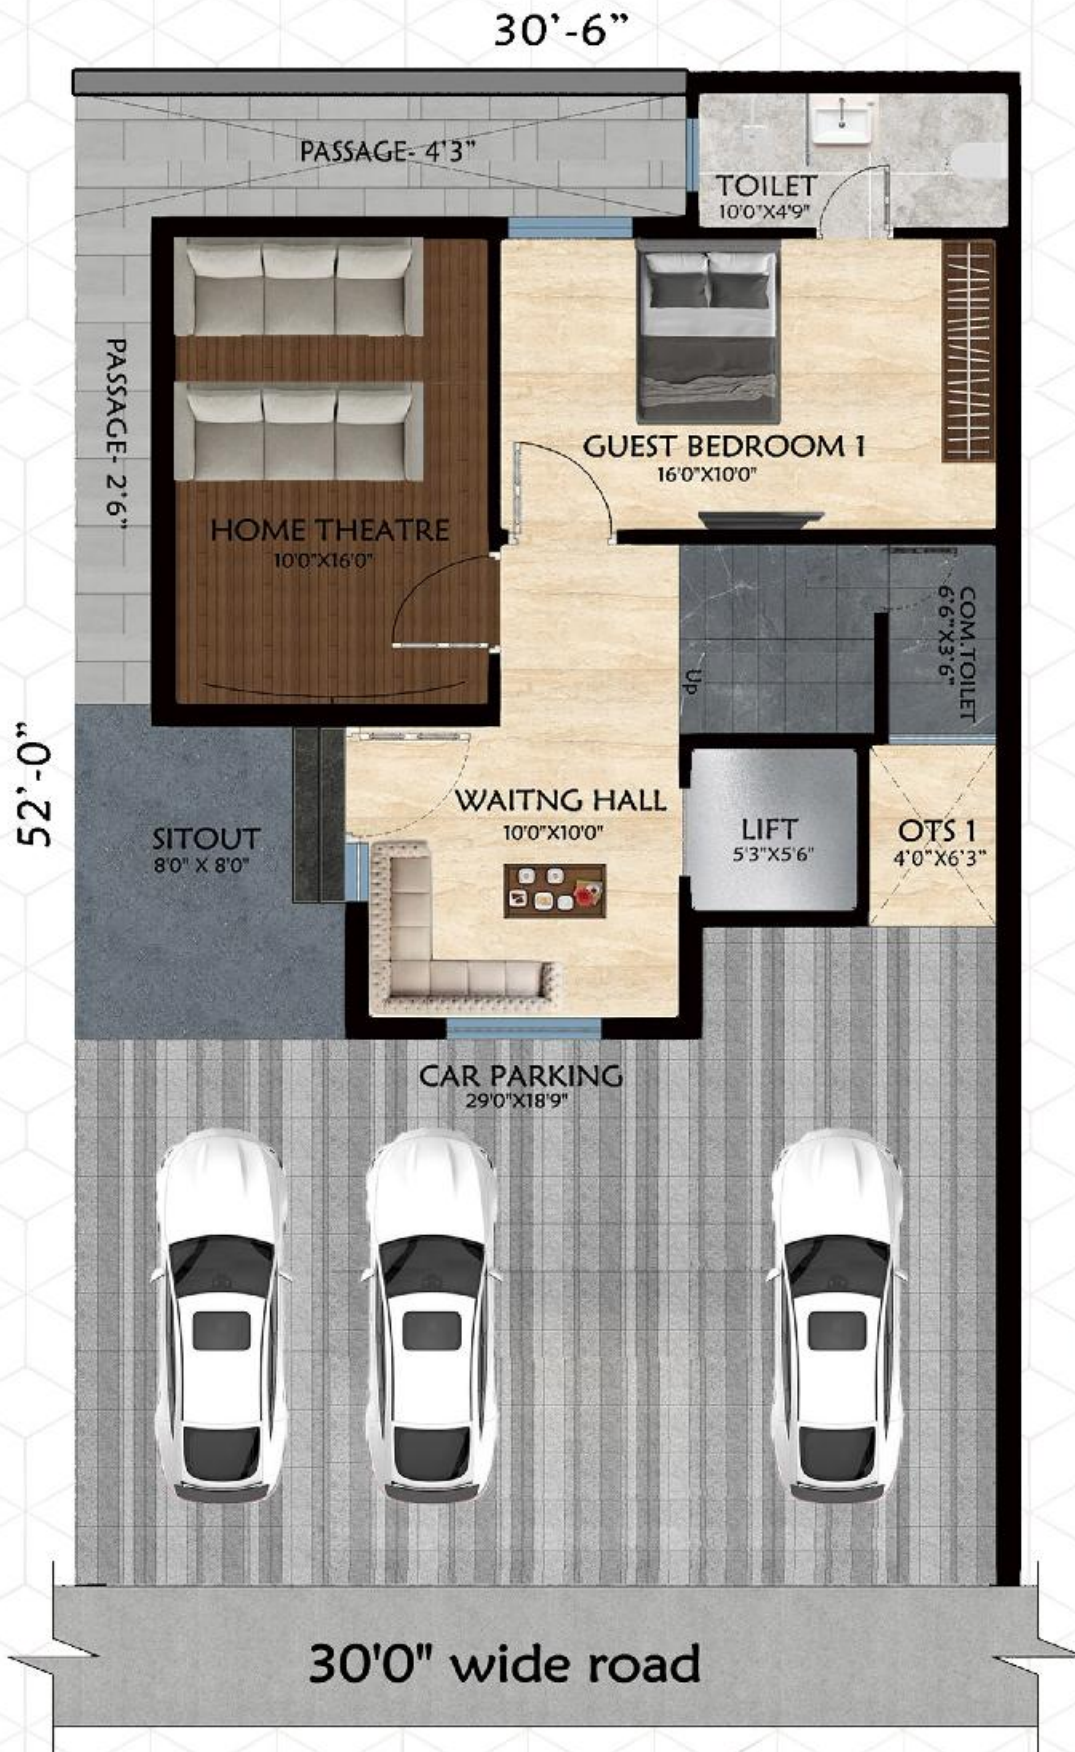 30'-6"
PASSAGE- 4'3"
TOILET
10'0"X4'9"
PASSAGE- 2'6"
GUEST BEDROOM 1
16'0"X10'0"
HOME THEATRE
10'0"X16'0"
COM.TOILET
6'6"X3'6"
Up
52'-0"
WAITNG HALL
10'0"X10'0"
SITOUT
8'0" X 8'0"
LIFT
5'3"X5'6"
OTS 1
4'0"X6'3"
CAR PARKING
29'0"X18'9"
30'0" wide road